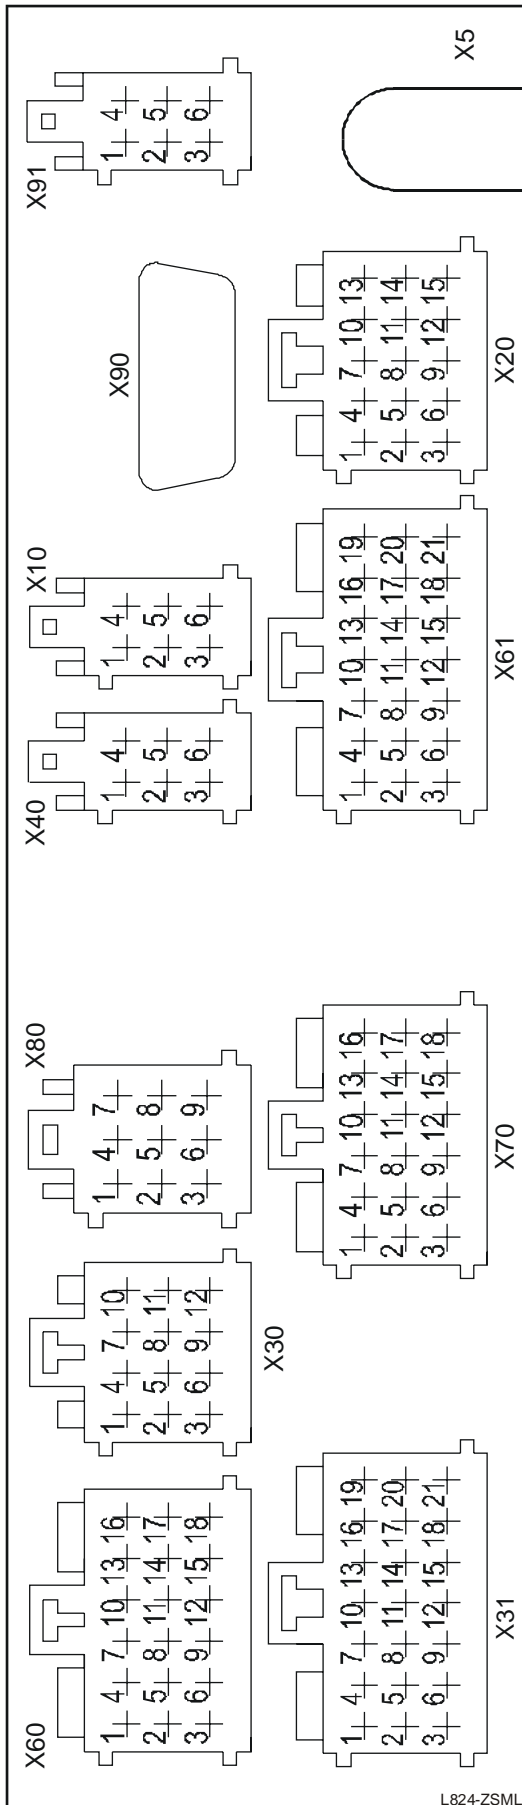 X60
1 4 7 10 13 16
2 5 8 11 14 17
3 6 9 12 15 18
1 4 7 10
2 5 8 11
3 6 9 12
X30
X80
1 4 7
2 5 8
3 6 9
X40
1 4
2 5
3 6
X10
1 4
2 5
3 6
X90
X91
1 4
2 5
3 6
1 4 7 10 13 16 19
2 5 8 11 14 17 20
3 6 9 12 15 18 21
X31
1 4 7 10 13 16
2 5 8 11 14 17
3 6 9 12 15 18
X70
1 4 7 10 13 16 19
2 5 8 11 14 17 20
3 6 9 12 15 18 21
X61
1 4 7 10 13
2 5 8 11 14
3 6 9 12 15
X20
X5
L824-ZSML